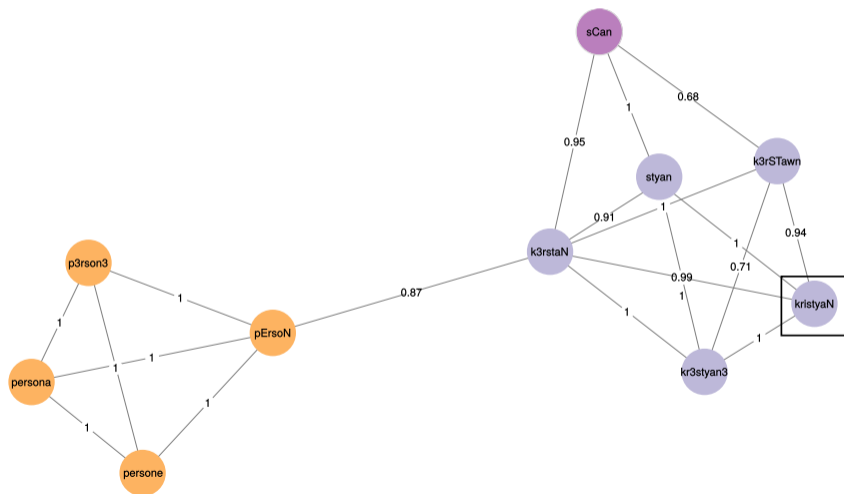 sCan
0.68
1
0.95
k3rSTawn
styan
1
0.91
0.94
1
k3rstaN
p3rson3
0.71
0.99
0.87
1
1
kristyaN
1
1
pErsoN
1
1
1
1
kr3styan3
persona
1
1
persone